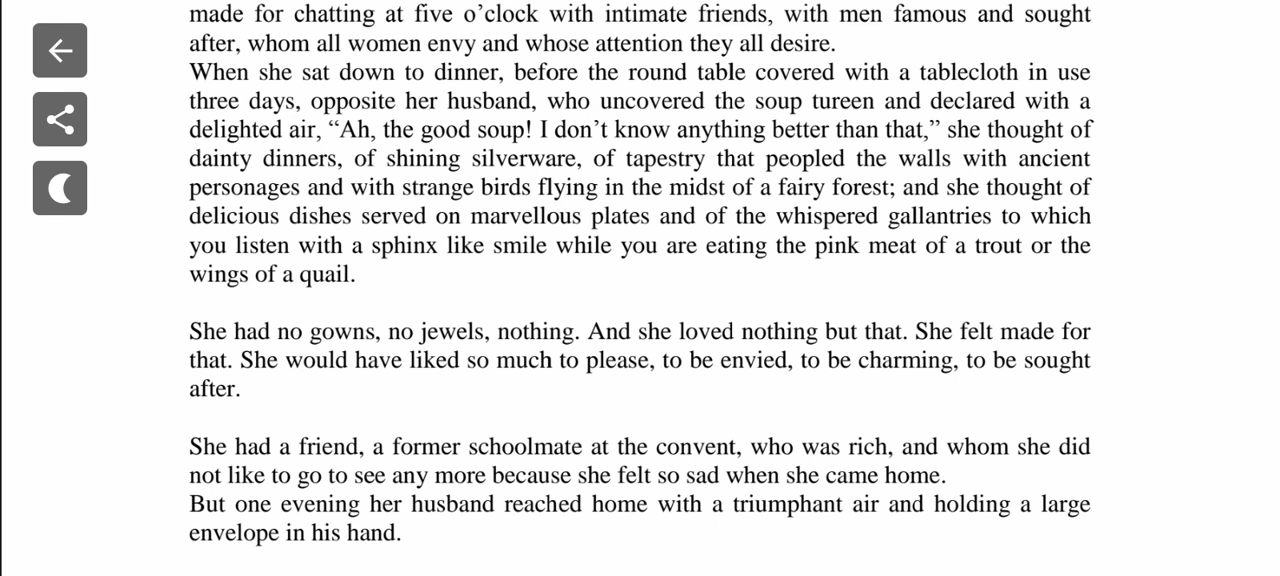 made for chatting at five o’clock with intimate friends, with men famous and sought
after, whom all women envy and whose attention they all desire.
When she sat down to dinner, before the round table covered with a tablecloth in use
three days, opposite her husband, who uncovered the soup tureen and declared with a
delighted air, “Ah, the good soup! I don’t know anything better than that,” she thought of
dainty dinners, of shining silverware, of tapestry that peopled the walls with ancient
personages and with strange birds flying in the midst of a fairy forest; and she thought of
delicious dishes served on marvellous plates and of the whispered gallantries to which
you listen with a sphinx like smile while you are eating the pink meat of a trout or the
wings of a quail.
She had no gowns, no jewels, nothing. And she loved nothing but that. She felt made for
that. She would have liked so much to please, to be envied, to be charming, to be sought
after.
She had a friend, a former schoolmate at the convent, who was rich, and whom she did
not like to go to see any more because she felt so sad when she came home.
But one evening her husband reached home with a triumphant air and holding a large
envelope in his hand.